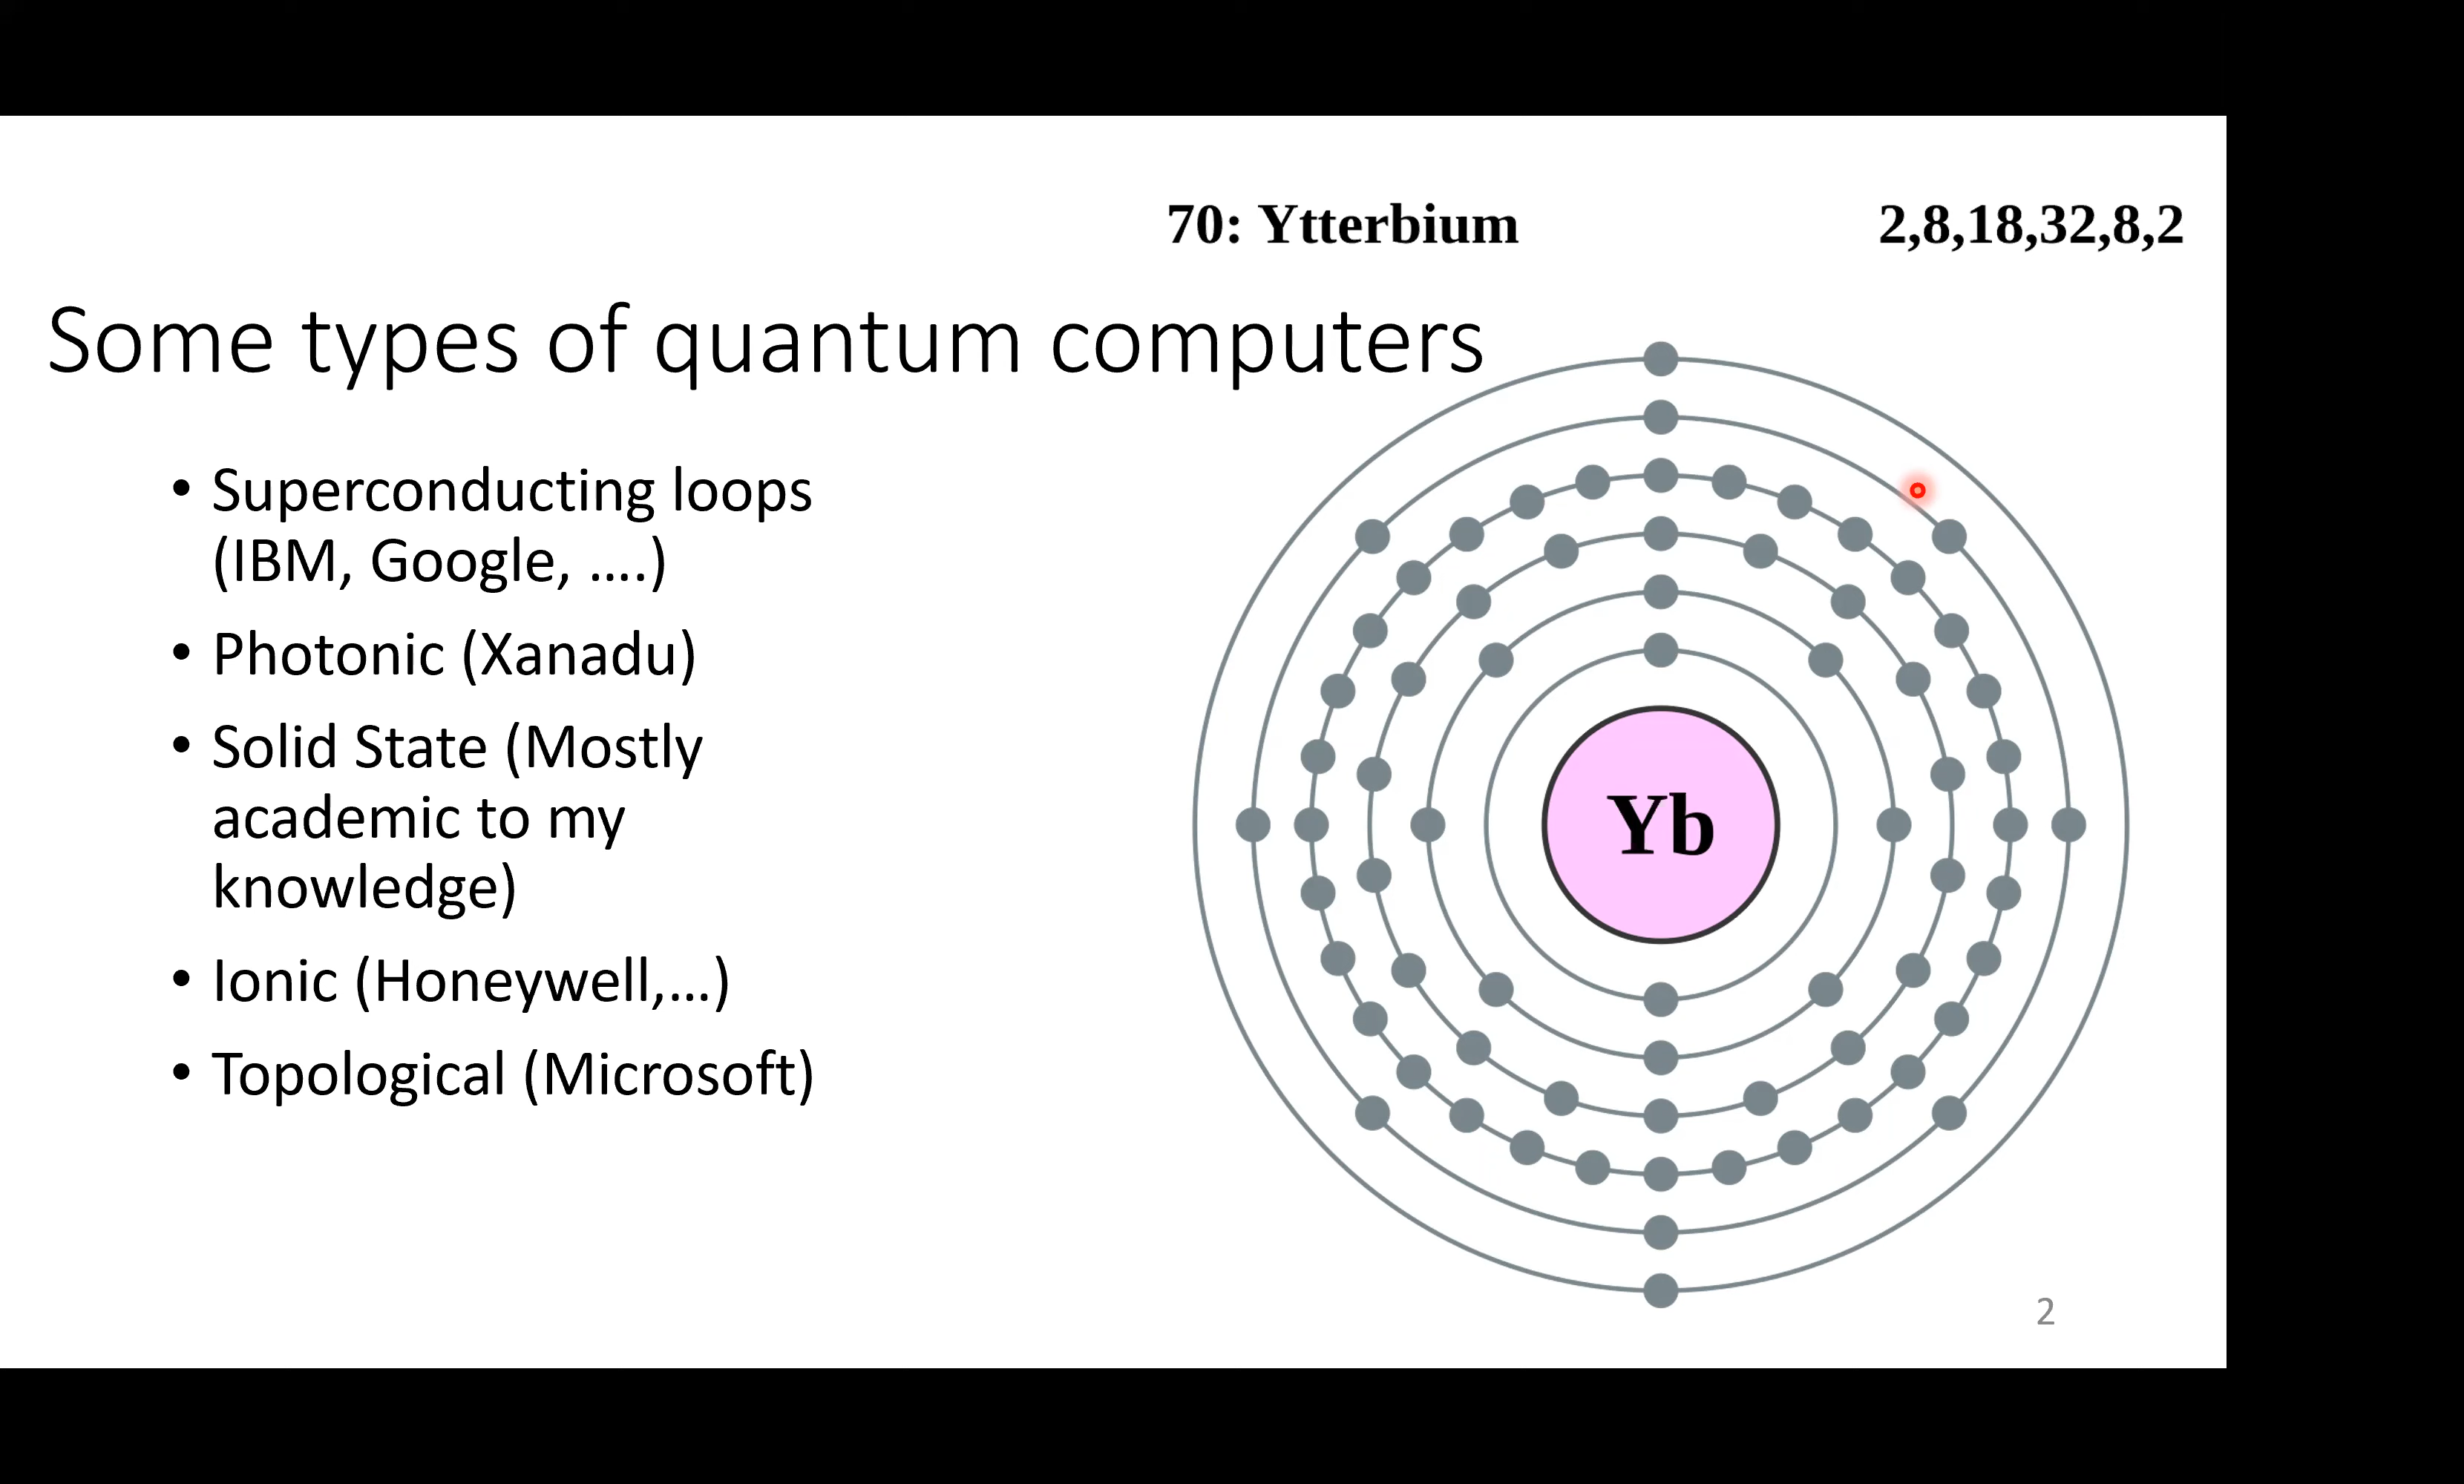 70: Ytterbium
2,8,18,32,8,2
Some types of quantum computers
• Superconducting loops
(IBM, Google, ....)
• Photonic (Xanadu)
• Solid State (Mostly
academic to my
knowledge)
• Ionic (Honeywell,...)
• Topological (Microsoft)
Yb
2